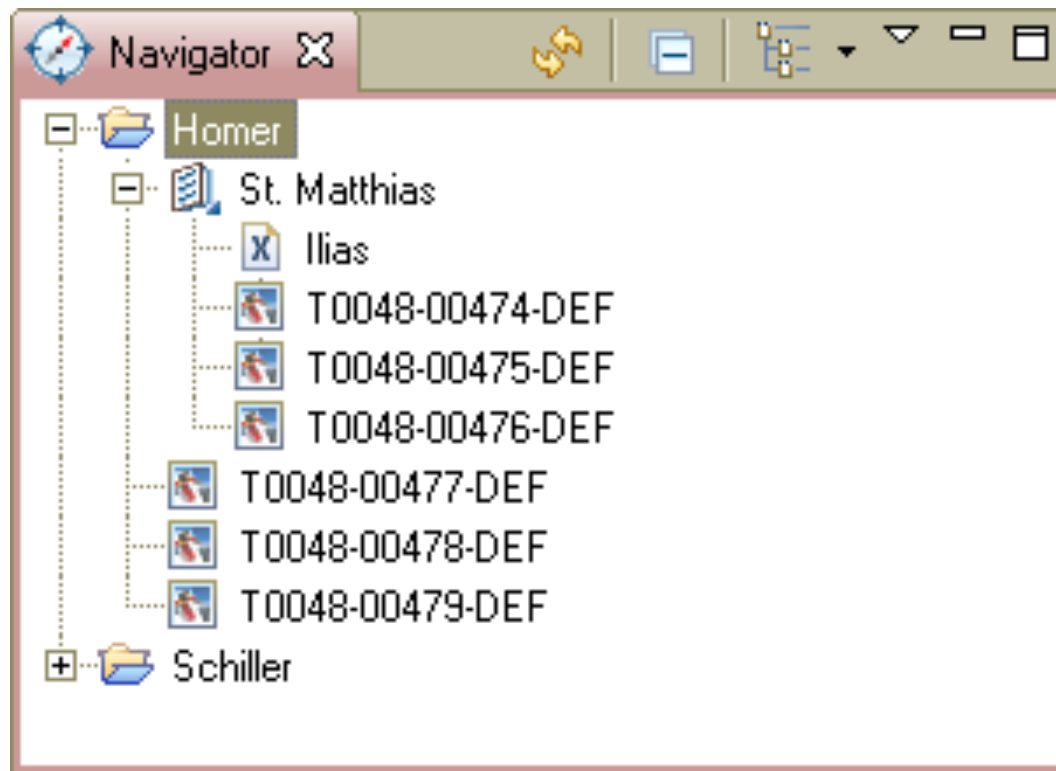 Navigator
Homer
St. Matthias
Ilias
T0048-00474-DEF
T0048-00475-DEF
T0048-00476-DEF
T0048-00477-DEF
T0048-00478-DEF
T0048-00479-DEF
Schiller